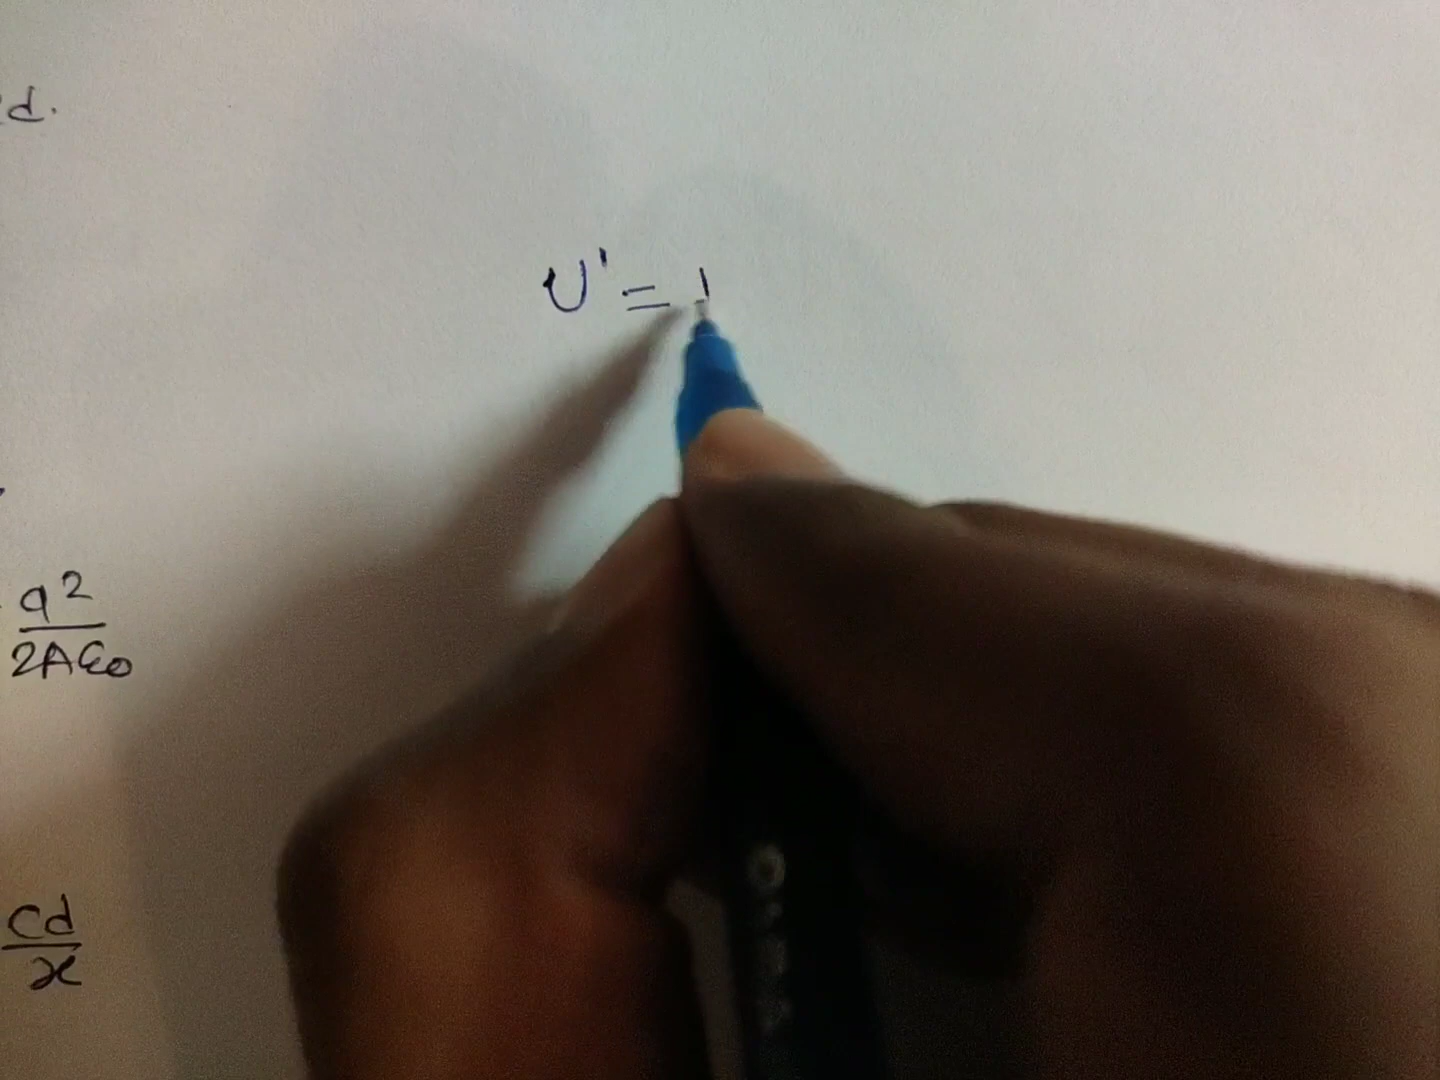 d.
U' = 1
q²
2Aε₀
Cd
x